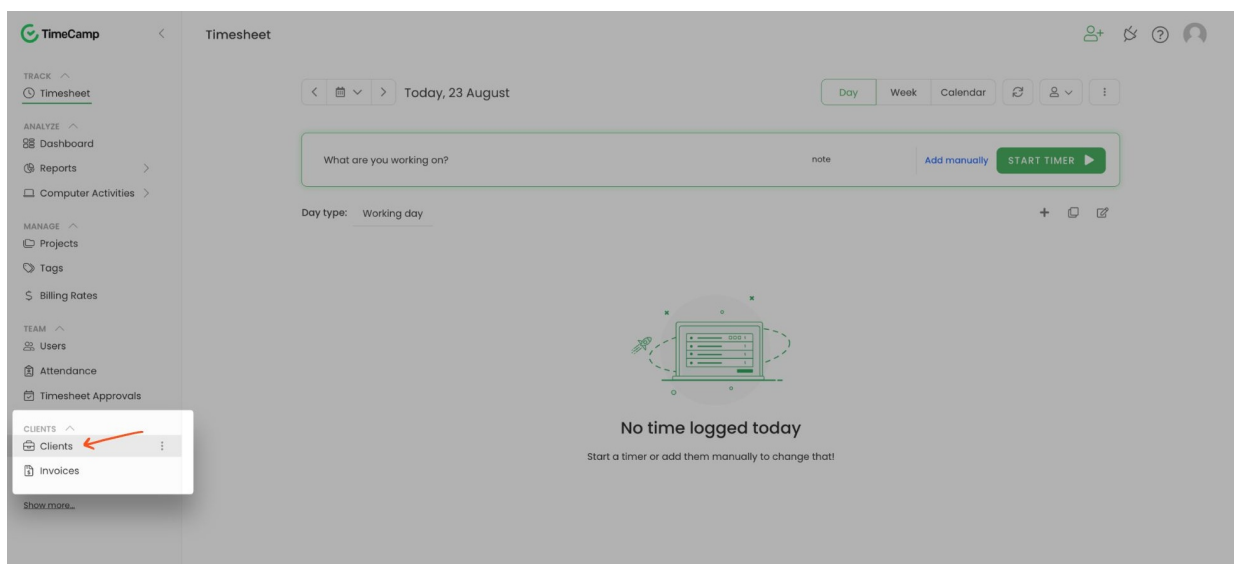 TimeCamp
Timesheet
TRACK
Timesheet
Today, 23 August
Day Week Calendar
ANALYZE
Dashboard
Reports
Computer Activities
What are you working on? note Add manually START TIMER
Day type: Working day
MANAGE
Projects
Tags
Billing Rates
TEAM
Users
Attendance
Timesheet Approvals
CLIENTS
Clients
Invoices
Show more...
No time logged today
Start a timer or add them manually to change that!